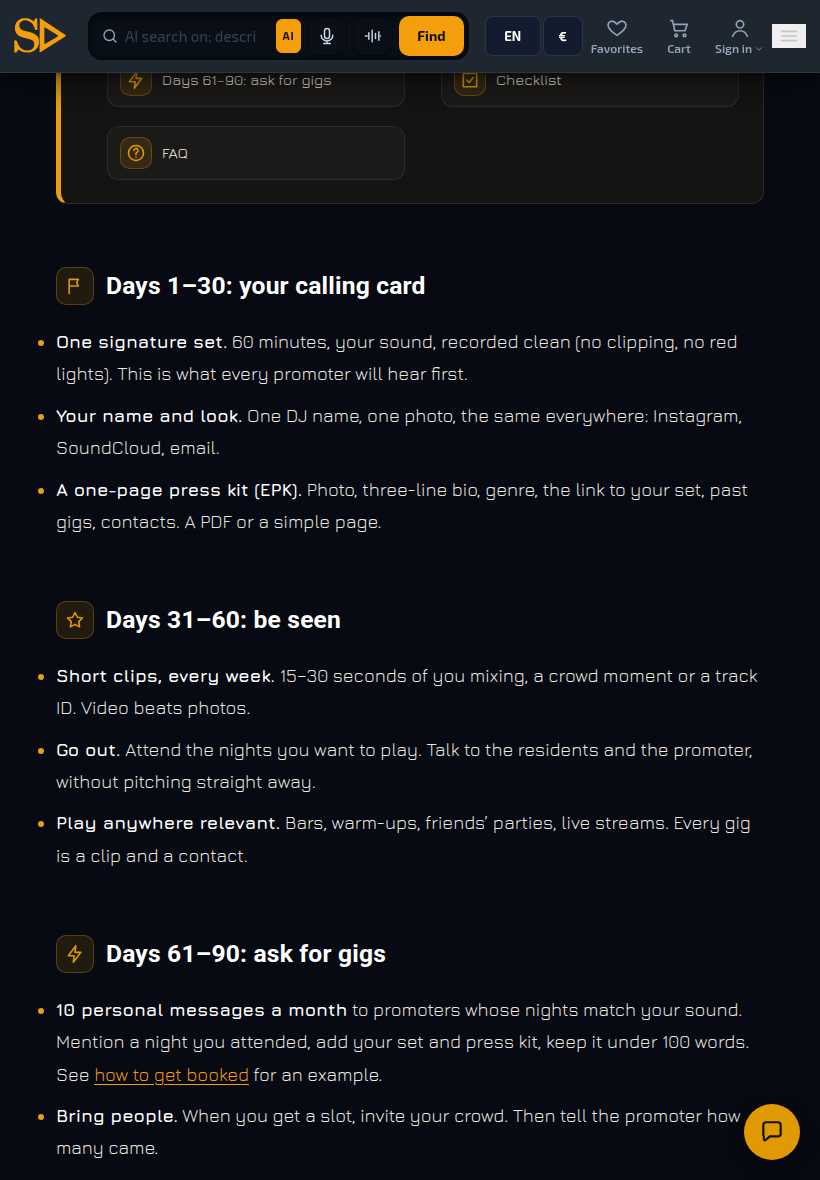 SD
AI search on: descri
AI
Find
EN
€
Favorites
Cart
Sign in
Days 61–90: ask for gigs
Checklist
FAQ
Days 1–30: your calling card
One signature set. 60 minutes, your sound, recorded clean (no clipping, no red
lights). This is what every promoter will hear first.
Your name and look. One DJ name, one photo, the same everywhere: Instagram,
SoundCloud, email.
A one-page press kit (EPK). Photo, three-line bio, genre, the link to your set, past
gigs, contacts. A PDF or a simple page.
Days 31–60: be seen
Short clips, every week. 15–30 seconds of you mixing, a crowd moment or a track
ID. Video beats photos.
Go out. Attend the nights you want to play. Talk to the residents and the promoter,
without pitching straight away.
Play anywhere relevant. Bars, warm-ups, friends’ parties, live streams. Every gig
is a clip and a contact.
Days 61–90: ask for gigs
10 personal messages a month to promoters whose nights match your sound.
Mention a night you attended, add your set and press kit, keep it under 100 words.
See how to get booked for an example.
Bring people. When you get a slot, invite your crowd. Then tell the promoter how
many came.